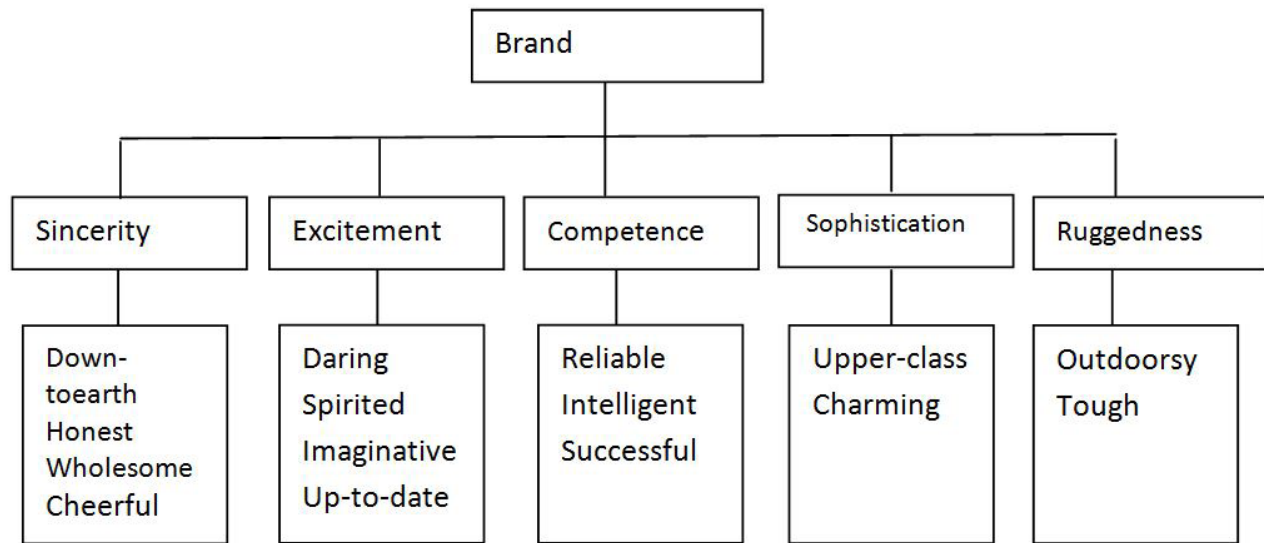 Brand
Sincerity
Excitement
Competence
Sophistication
Ruggedness
Down-
toearth
Honest
Wholesome
Cheerful
Daring
Spirited
Imaginative
Up-to-date
Reliable
Intelligent
Successful
Upper-class
Charming
Outdoorsy
Tough